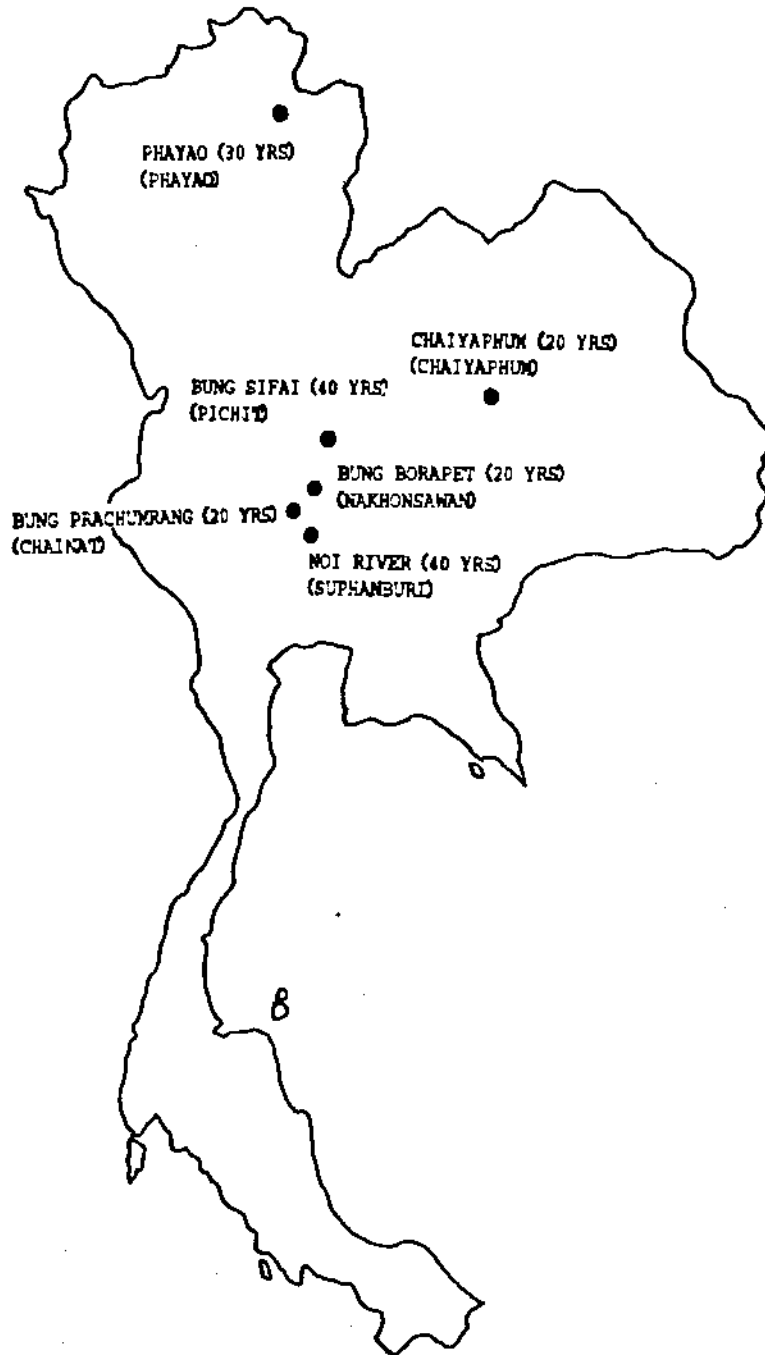 PHAYAO (30 YRS)
(PHAYAO)
CHAIYAPHUM (20 YRS)
(CHAIYAPHUM)
BUNG SIFAI (40 YRS)
(PICHIT)
BUNG BORAPET (20 YRS)
(NAKHONSAWAN)
BUNG PRACHUMRANG (20 YRS)
(CHAINAT)
NOI RIVER (40 YRS)
(SUPHANBURI)